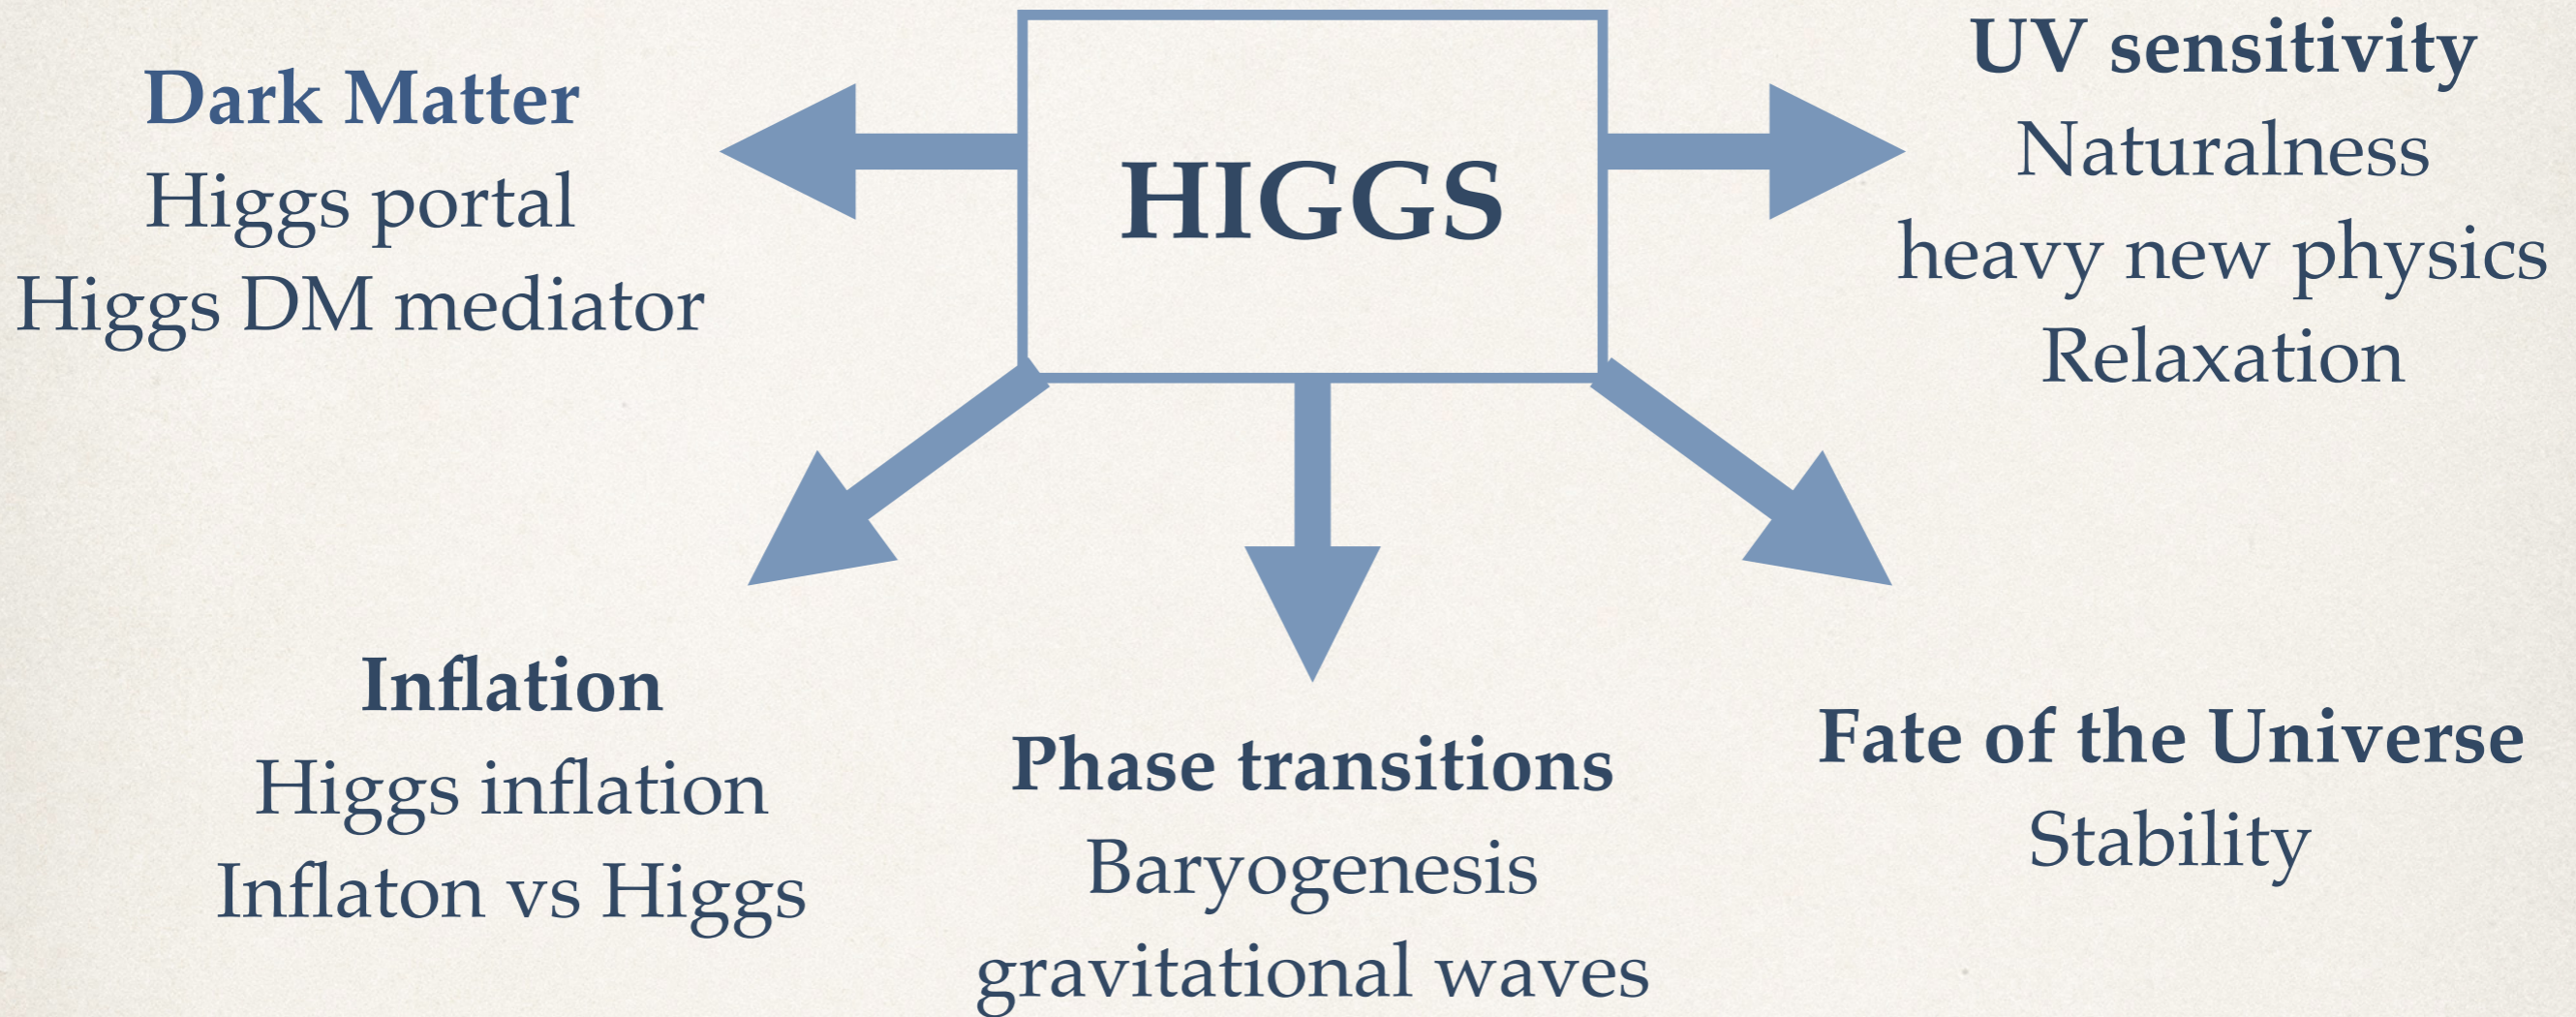 HIGGS
Dark Matter
Higgs portal
Higgs DM mediator
UV sensitivity
Naturalness
heavy new physics
Relaxation
Inflation
Higgs inflation
Inflaton vs Higgs
Phase transitions
Baryogenesis
gravitational waves
Fate of the Universe
Stability